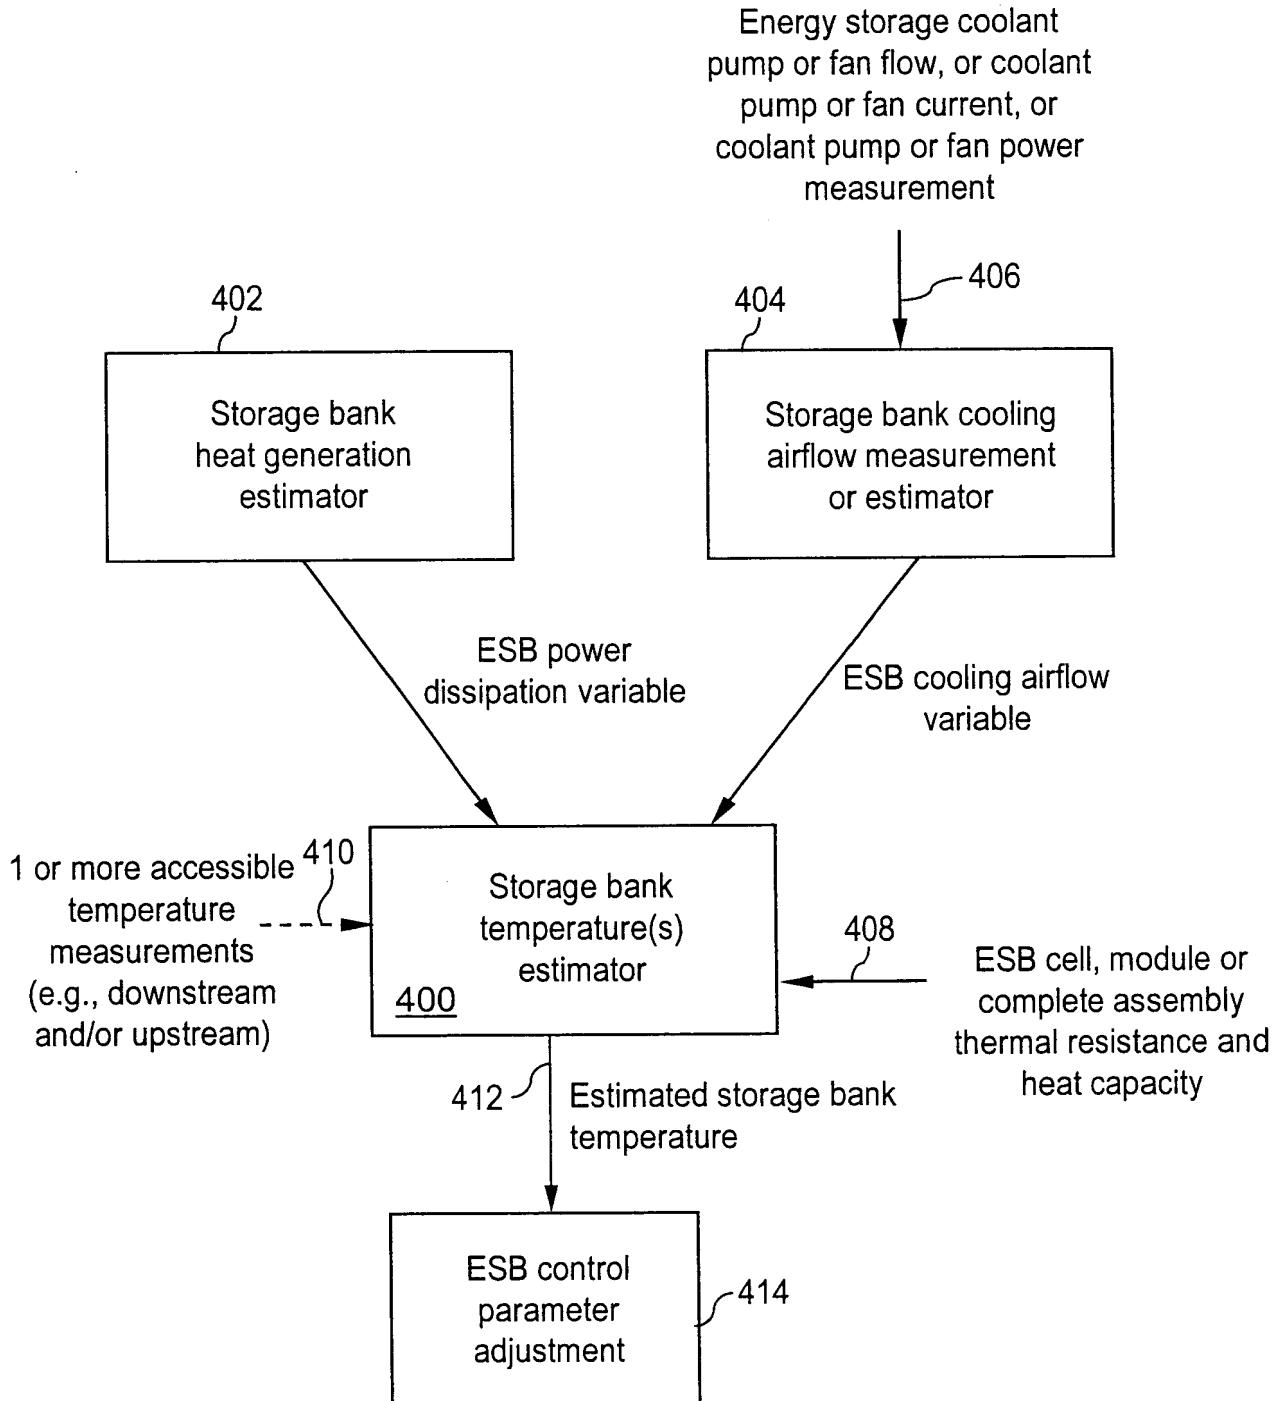 Energy storage coolant
pump or fan flow, or coolant
pump or fan current, or
coolant pump or fan power
measurement
406
402
404
Storage bank
heat generation
estimator
Storage bank cooling
airflow measurement
or estimator
ESB power
dissipation variable
ESB cooling airflow
variable
1 or more accessible
temperature
measurements
(e.g., downstream
and/or upstream)
410
Storage bank
temperature(s)
estimator
400
408
ESB cell, module or
complete assembly
thermal resistance and
heat capacity
412
Estimated storage bank
temperature
ESB control
parameter
adjustment
414